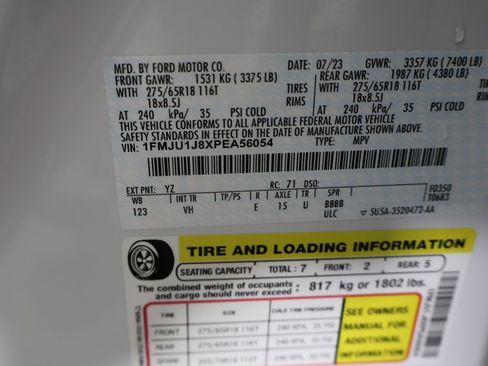 MFD. BY FORD MOTOR CO.
07/23 GVWR: 3357 KG (7400 LB)
FRONT GAWR: 1531 KG (3375 LB) REAR GAWR: 1987 KG (4380 LB)
WITH 275/65R18 116T TIRES WITH 275/65R18 116T
18x8.5J RIMS 18x8.5J
AT 240 kPa/ 35 PSI AT 240 kPa/ 35 PSI
THIS VEHICLE CONFORMS TO ALL APPLICABLE FEDERAL MOTOR VEHICLE
SAFETY STANDARDS IN EFFECT ON THE DATE OF MANUFACTURE SHOWN ABOVE.
VIN: 1FMJU1J8XPEA56054 TYPE: MPV
EXT PNT: YZ RC: 71 DSO: F0350
WB INT TR TP/PS R AXLE TR SPR T0683
123 VH E 15 U BBBB
ULC 5U5A-3520472-AA
TIRE AND LOADING INFORMATION
SEATING CAPACITY TOTAL: 7 FRONT: 2 REAR: 5
The combined weight of occupants and cargo should never exceed: 817 kg or 1802 lbs.
TIRE SIZE COLD TIRE PRESSURE
FRONT 275/65R18 116T 240 KPA, 35 PSI
REAR 275/65R18 116T 240 KPA, 35 PSI
SPARE
SEE OWNERS
MANUAL FOR
ADDITIONAL
INFORMATION